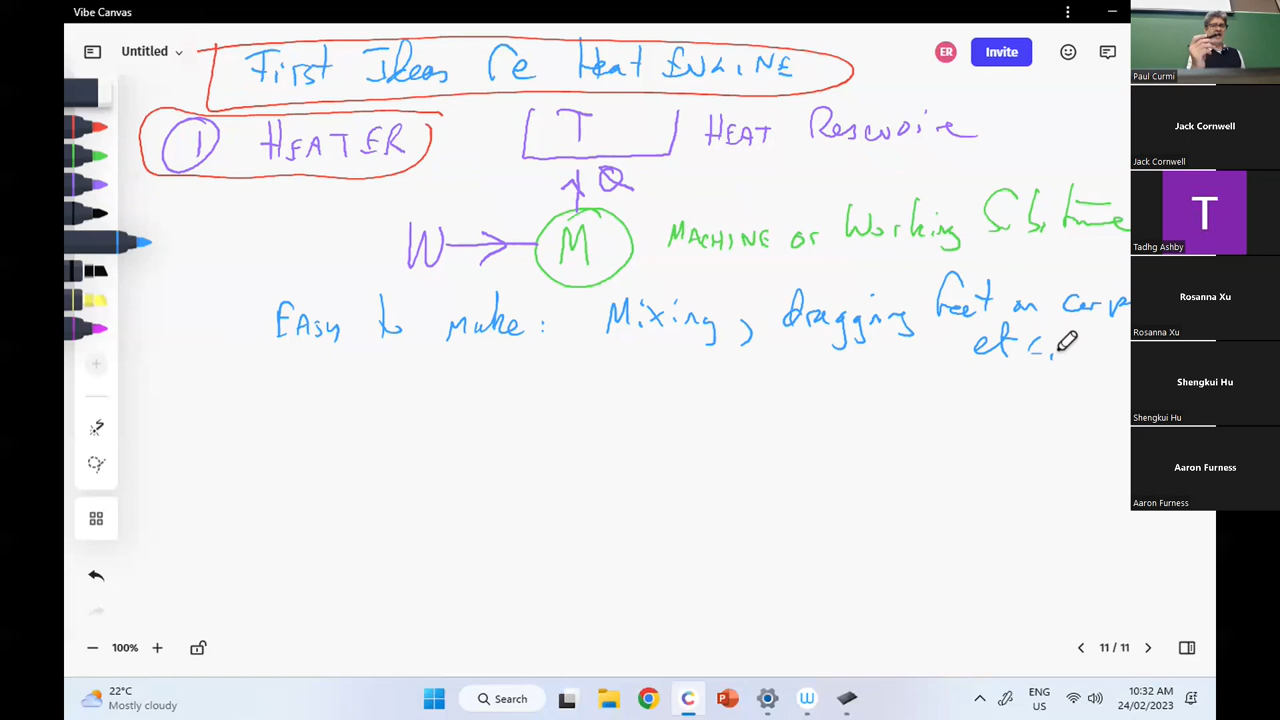 Vibe Canvas
Untitled
ER
Invite
Paul Curmi
Jack Cornwell
Jack Cornwell
T
Tadhg Ashby
Rosanna Xu
Rosanna Xu
Shengkui Hu
Shengkui Hu
Aaron Furness
Aaron Furness
First Ideas re Heat ENGINE
1 HEATER
T HEAT Reservoire
Q
W M MACHINE or Working
EAsy to make: Mixing, dragging feet on carp
etc.
100%
11 / 11
22°C
Mostly cloudy
Search
ENG
US
10:32 AM
24/02/2023